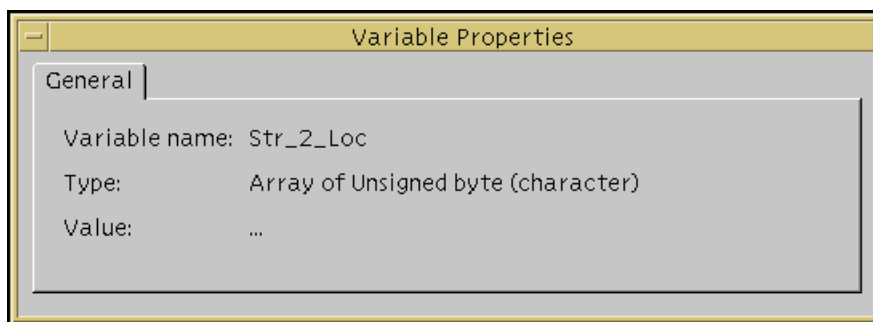 Variable Properties
General
Variable name: Str_2_Loc
Type: Array of Unsigned byte (character)
Value: ...